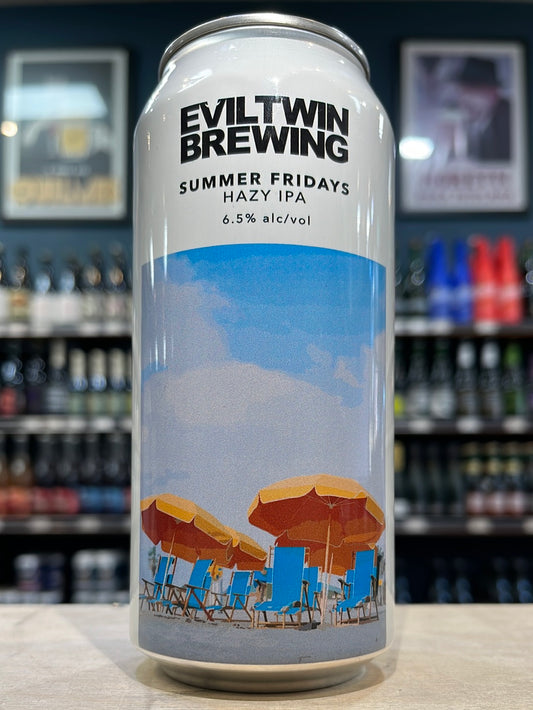 EVILTWIN
BREWING
SUMMER FRIDAYS
HAZY IPA
6.5% alc/vol